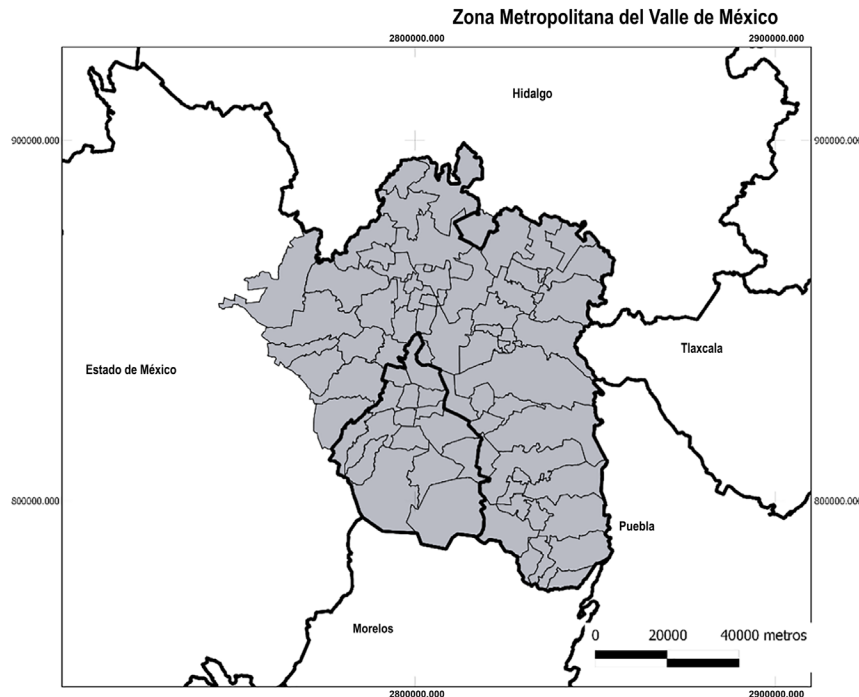 Zona Metropolitana del Valle de México
2800000.000 2900000.000
Hidalgo
900000.000 900000.000
Tlaxcala
Estado de México
800000.000 800000.000
Puebla
Morelos
0 20000 40000 metros
2800000.000 2900000.000